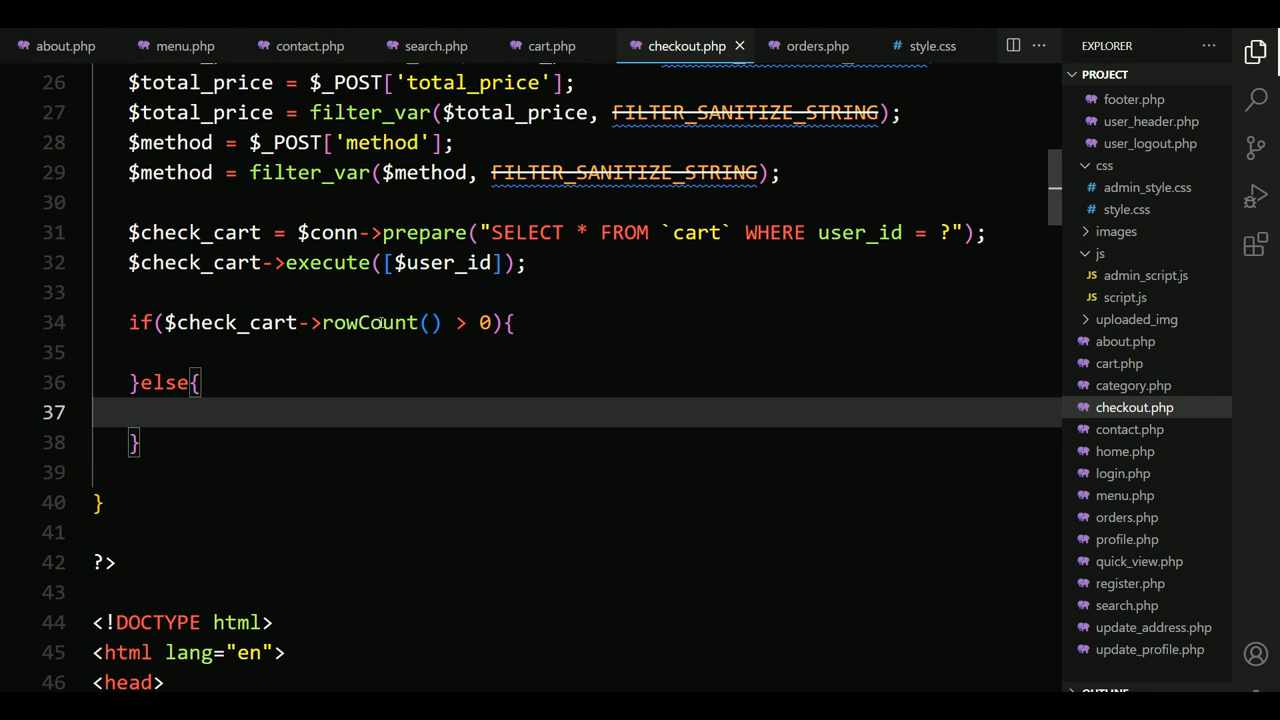 about.php
menu.php
contact.php
search.php
cart.php
checkout.php
orders.php
style.css
26 $total_price = $_POST['total_price'];
27 $total_price = filter_var($total_price, FILTER_SANITIZE_STRING);
28 $method = $_POST['method'];
29 $method = filter_var($method, FILTER_SANITIZE_STRING);
30
31 $check_cart = $conn->prepare("SELECT * FROM `cart` WHERE user_id = ?");
32 $check_cart->execute([$user_id]);
33
34 if($check_cart->rowCount() > 0){
35
36 }else{
37
38 }
39
40 }
41
42 ?>
43
44 <!DOCTYPE html>
45 <html lang="en">
46 <head>
EXPLORER
PROJECT
footer.php
user_header.php
user_logout.php
css
# admin_style.css
# style.css
images
js
JS admin_script.js
JS script.js
uploaded_img
about.php
cart.php
category.php
checkout.php
contact.php
home.php
login.php
menu.php
orders.php
profile.php
quick_view.php
register.php
search.php
update_address.php
update_profile.php
OUTLINE